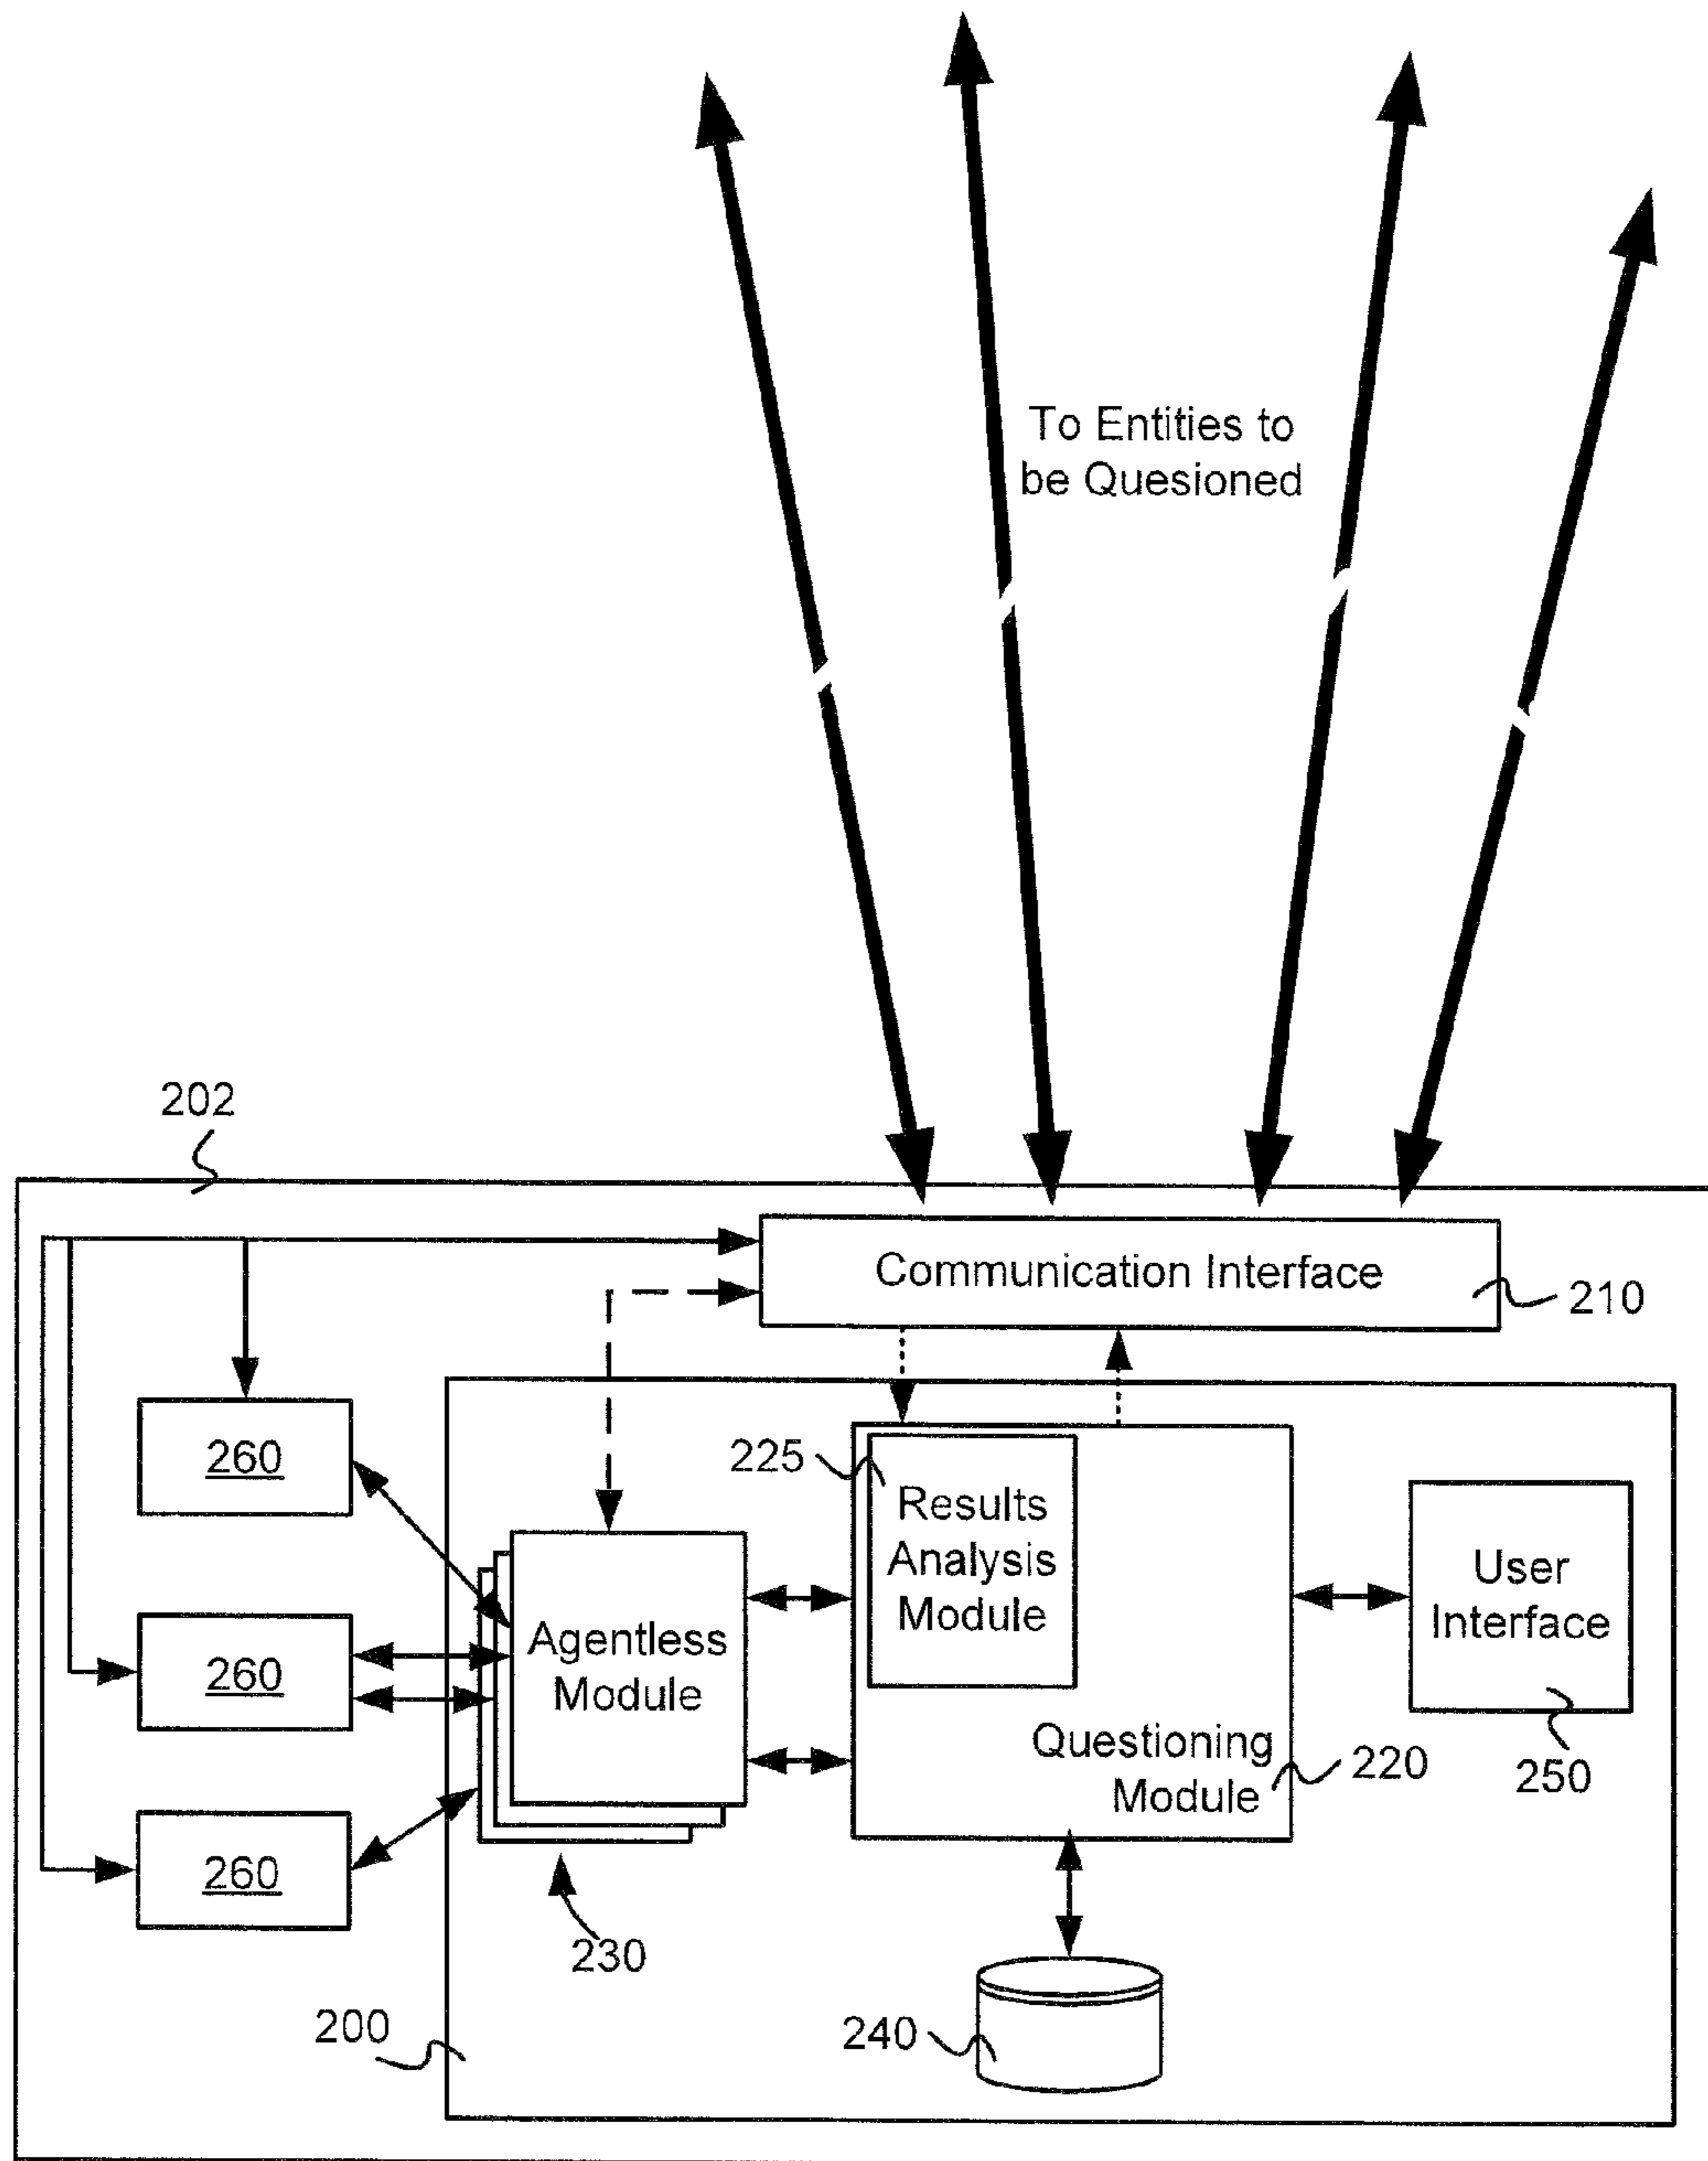 To Entities to
be Quesioned
202
Communication Interface
210
260
225
Results
Analysis
Module
User
Interface
Agentless
Module
260
Questioning
Module
220
250
260
230
200
240